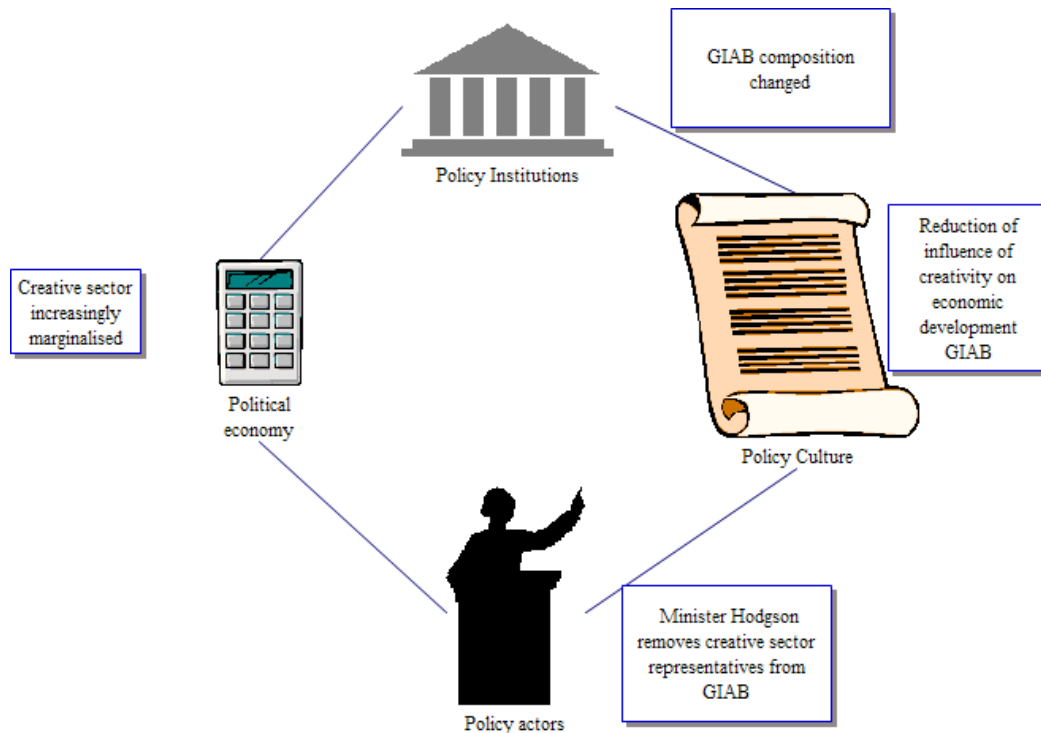 GIAB composition
changed
Policy Institutions
Reduction of
influence of
creativity on
economic
development
GIAB
Creative sector
increasingly
marginalised
Political
economy
Policy Culture
Minister Hodgson
removes creative sector
representatives from
GIAB
Policy actors